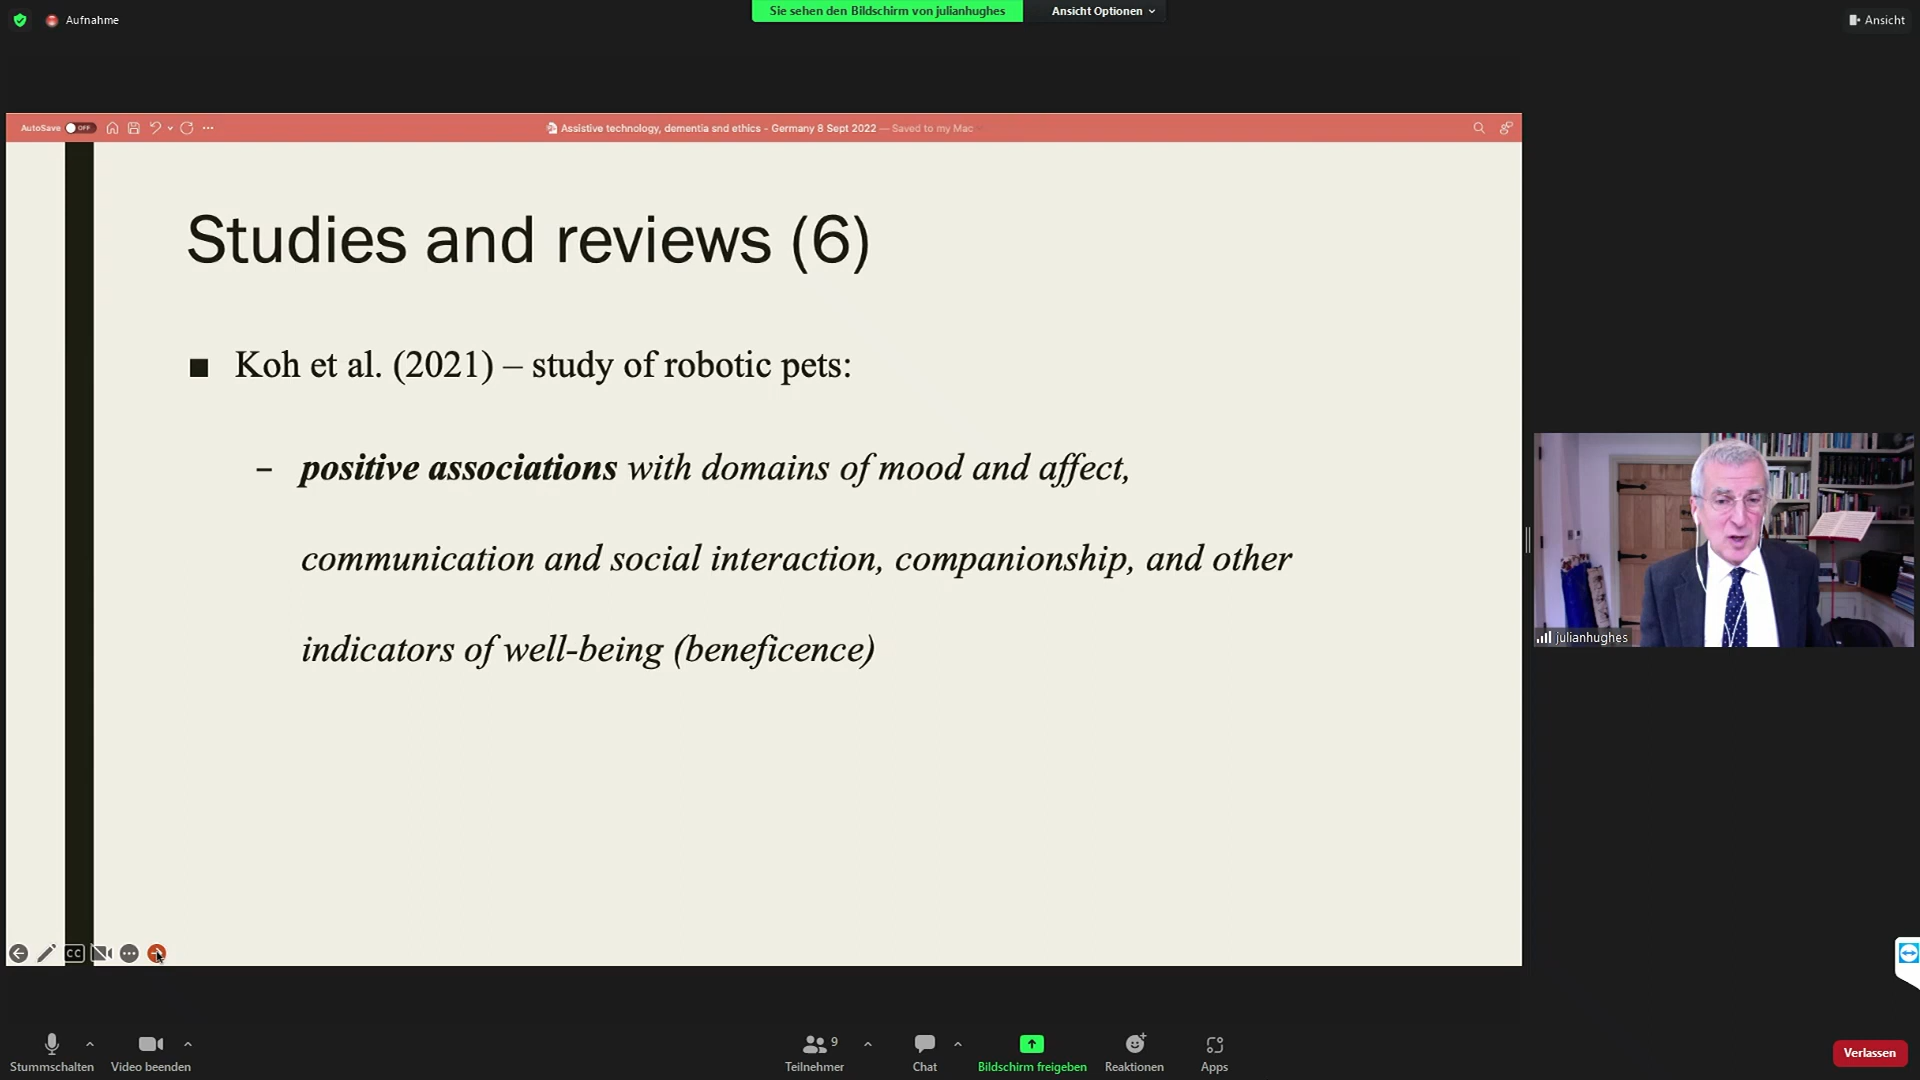 Aufnahme
Sie sehen den Bildschirm von julianhughes
Ansicht Optionen
Ansicht
AutoSave OFF
Assistive technology, dementia snd ethics - Germany 8 Sept 2022 — Saved to my Mac
Studies and reviews (6)
■ Koh et al. (2021) – study of robotic pets:
– positive associations with domains of mood and affect,
communication and social interaction, companionship, and other
indicators of well-being (beneficence)
julianhughes
CC
Stummschalten
Video beenden
9
Teilnehmer
Chat
Bildschirm freigeben
Reaktionen
Apps
Verlassen